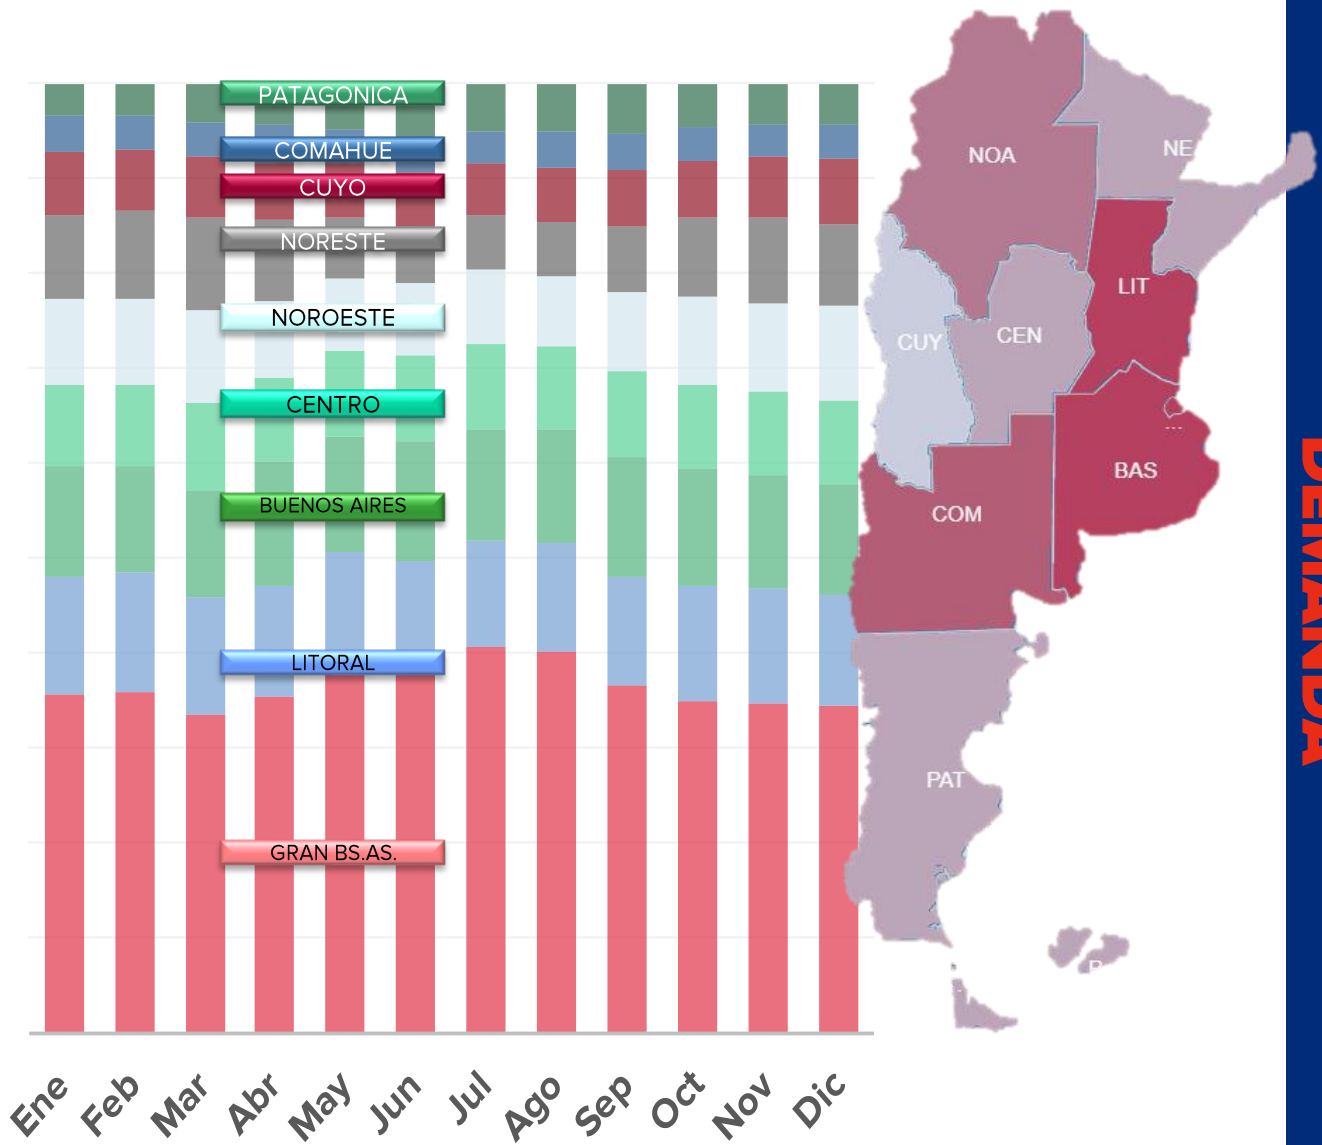 PATAGONICA
COMAHUE
CUYO
NORESTE
NOROESTE
CENTRO
BUENOS AIRES
LITORAL
GRAN BS.AS.
Ene Feb Mar Abr May Jun Jul Ago Sep Oct Nov Dic
NOA
NE
LIT
CUY
CEN
---
BAS
COM
PAT
DEMANDA